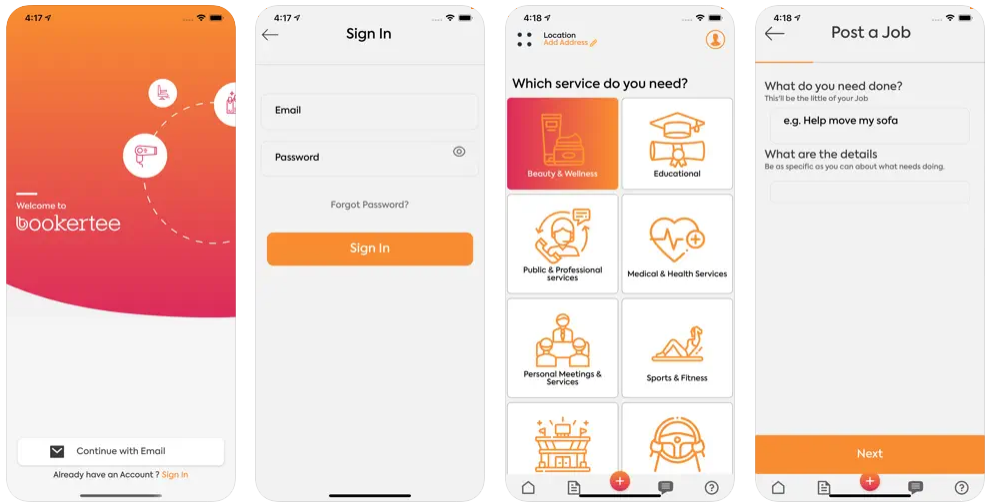 4:17
Welcome to
bookertee
Continue with Email
Already have an Account ? Sign In
4:17
Sign In
Email
Password
Forgot Password?
Sign In
4:18
Location
Add Address
Which service do you need?
Beauty & Wellness
Educational
Public & Professional
services
Medical & Health Services
Personal Meetings &
Services
Sports & Fitness
4:18
Post a Job
What do you need done?
This'll be the little of your Job
e.g. Help move my sofa
What are the details
Be as specific as you can about what needs doing.
Next